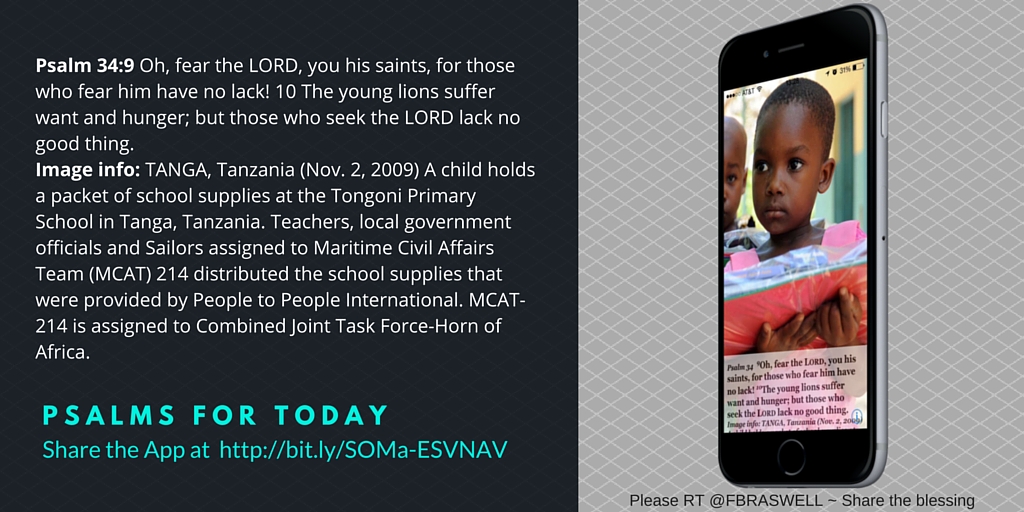 Psalm 34:9 Oh, fear the LORD, you his saints, for those
who fear him have no lack! 10 The young lions suffer
want and hunger; but those who seek the LORD lack no
good thing.
Image info: TANGA, Tanzania (Nov. 2, 2009) A child holds
a packet of school supplies at the Tongoni Primary
School in Tanga, Tanzania. Teachers, local government
officials and Sailors assigned to Maritime Civil Affairs
Team (MCAT) 214 distributed the school supplies that
were provided by People to People International. MCAT-
214 is assigned to Combined Joint Task Force-Horn of
Africa.
PSALMS FOR TODAY
Share the App at http://bit.ly/SOMa-ESVNAV
AT&T 31%
Psalm 34 ⁹Oh, fear the LORD, you his
saints, for those who fear him have
no lack! ¹⁰The young lions suffer
want and hunger; but those who
seek the LORD lack no good thing.
Image info: TANGA, Tanzania (Nov. 2, 2009)
Please RT @FBRASWELL ~ Share the blessing